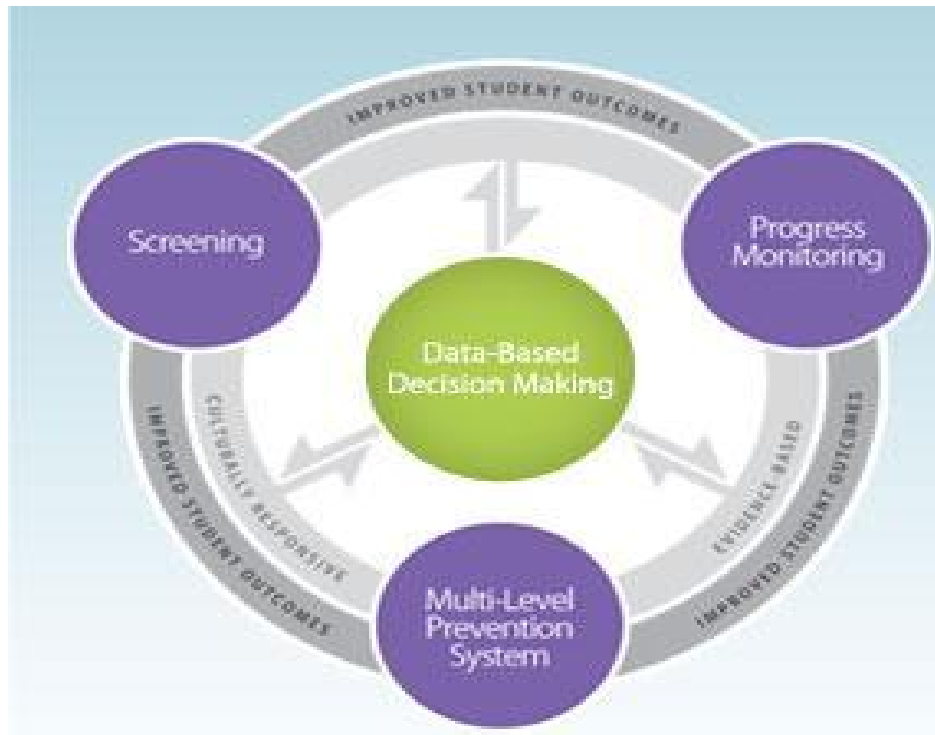 IMPROVED STUDENT OUTCOMES
Screening
Progress
Monitoring
Data-Based
Decision Making
CULTURALLY RESPONSIVE
EVIDENCE-BASED
IMPROVED STUDENT OUTCOMES
IMPROVED STUDENT OUTCOMES
Multi-Level
Prevention
System